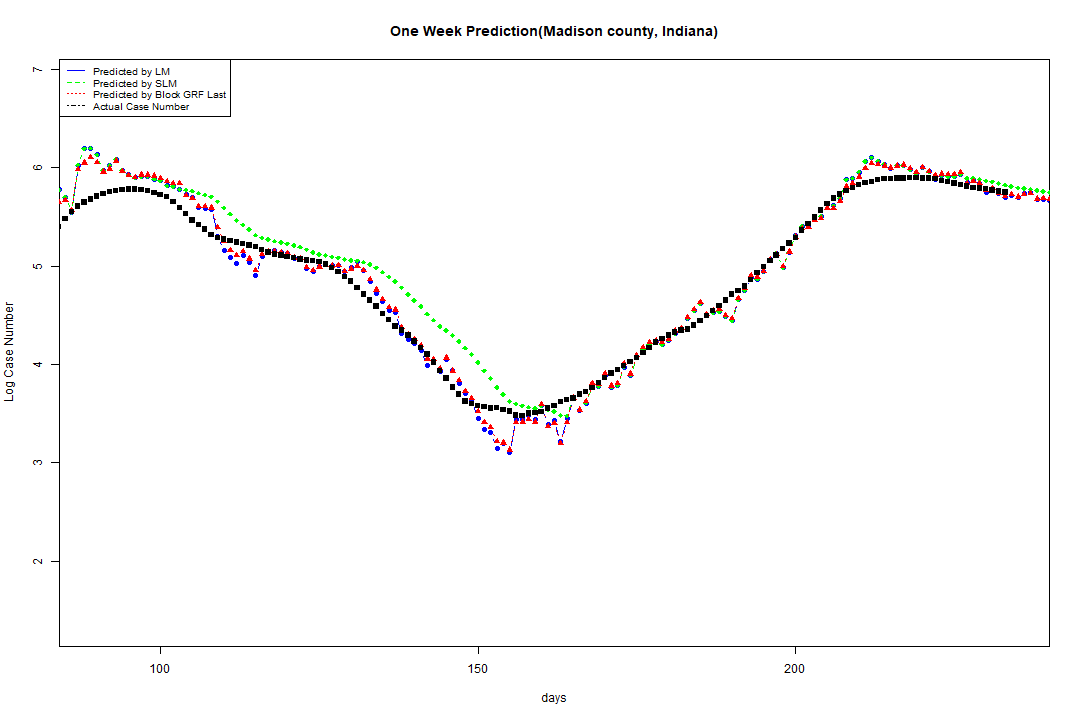 One Week Prediction(Madison county, Indiana)
Predicted by LM
Predicted by SLM
Predicted by Block GRF Last
Actual Case Number
7
6
5
4
3
2
Log Case Number
100
150
200
days